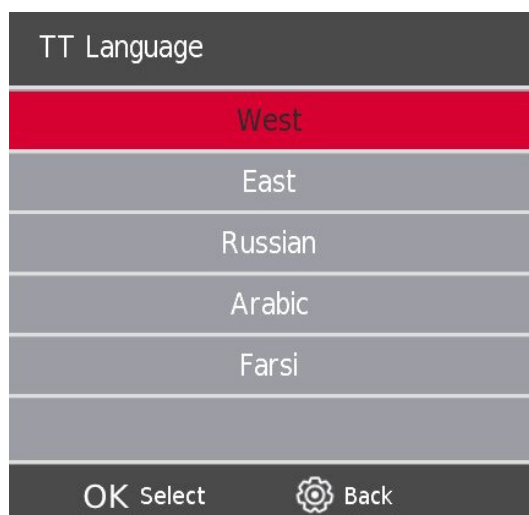 TT Language
West
East
Russian
Arabic
Farsi
OK Select Back